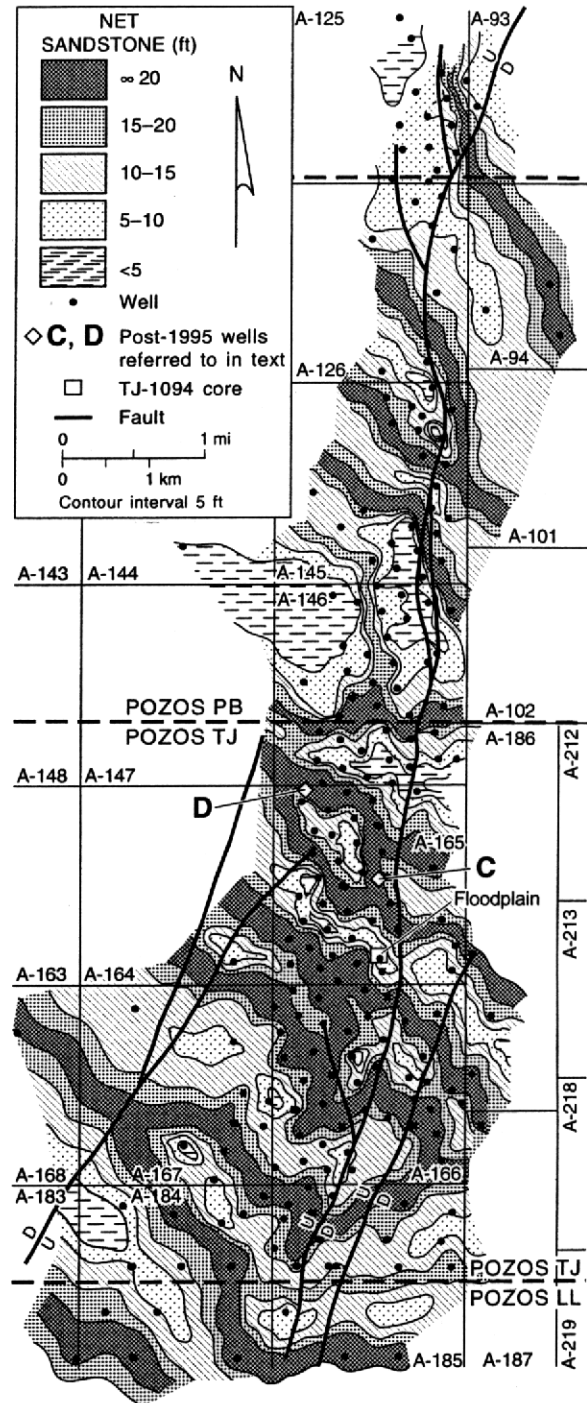 NET
SANDSTONE (ft)
∞ 20
15–20
10–15
5–10
<5
Well
C, D Post-1995 wells
referred to in text
TJ-1094 core
Fault
0 1 mi
0 1 km
Contour interval 5 ft
N
A-125
A-93
U
D
A-94
A-126
A-101
A-143
A-144
A-145
A-146
POZOS PB
A-102
POZOS TJ
A-186
A-212
A-148
A-147
D
A-165
C
Floodplain
A-213
A-163
A-164
A-218
A-168
A-167
A-166
A-183
A-184
D
U
U
D
U
D
POZOS TJ
POZOS LL
A-219
A-185
A-187